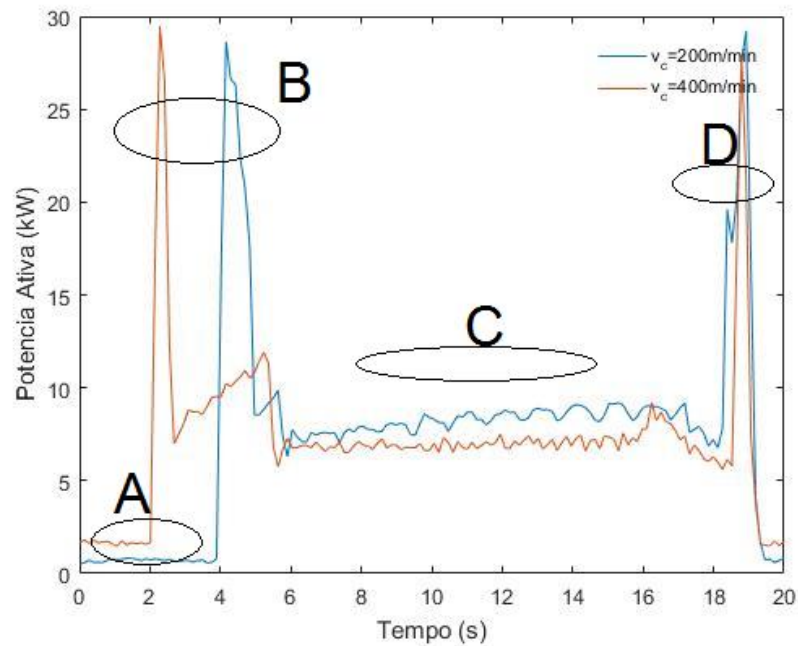 30
25
20
15
10
5
0
Potencia Ativa (kW)
0 2 4 6 8 10 12 14 16 18 20
Tempo (s)
v_c=200m/min
v_c=400m/min
A
B
C
D